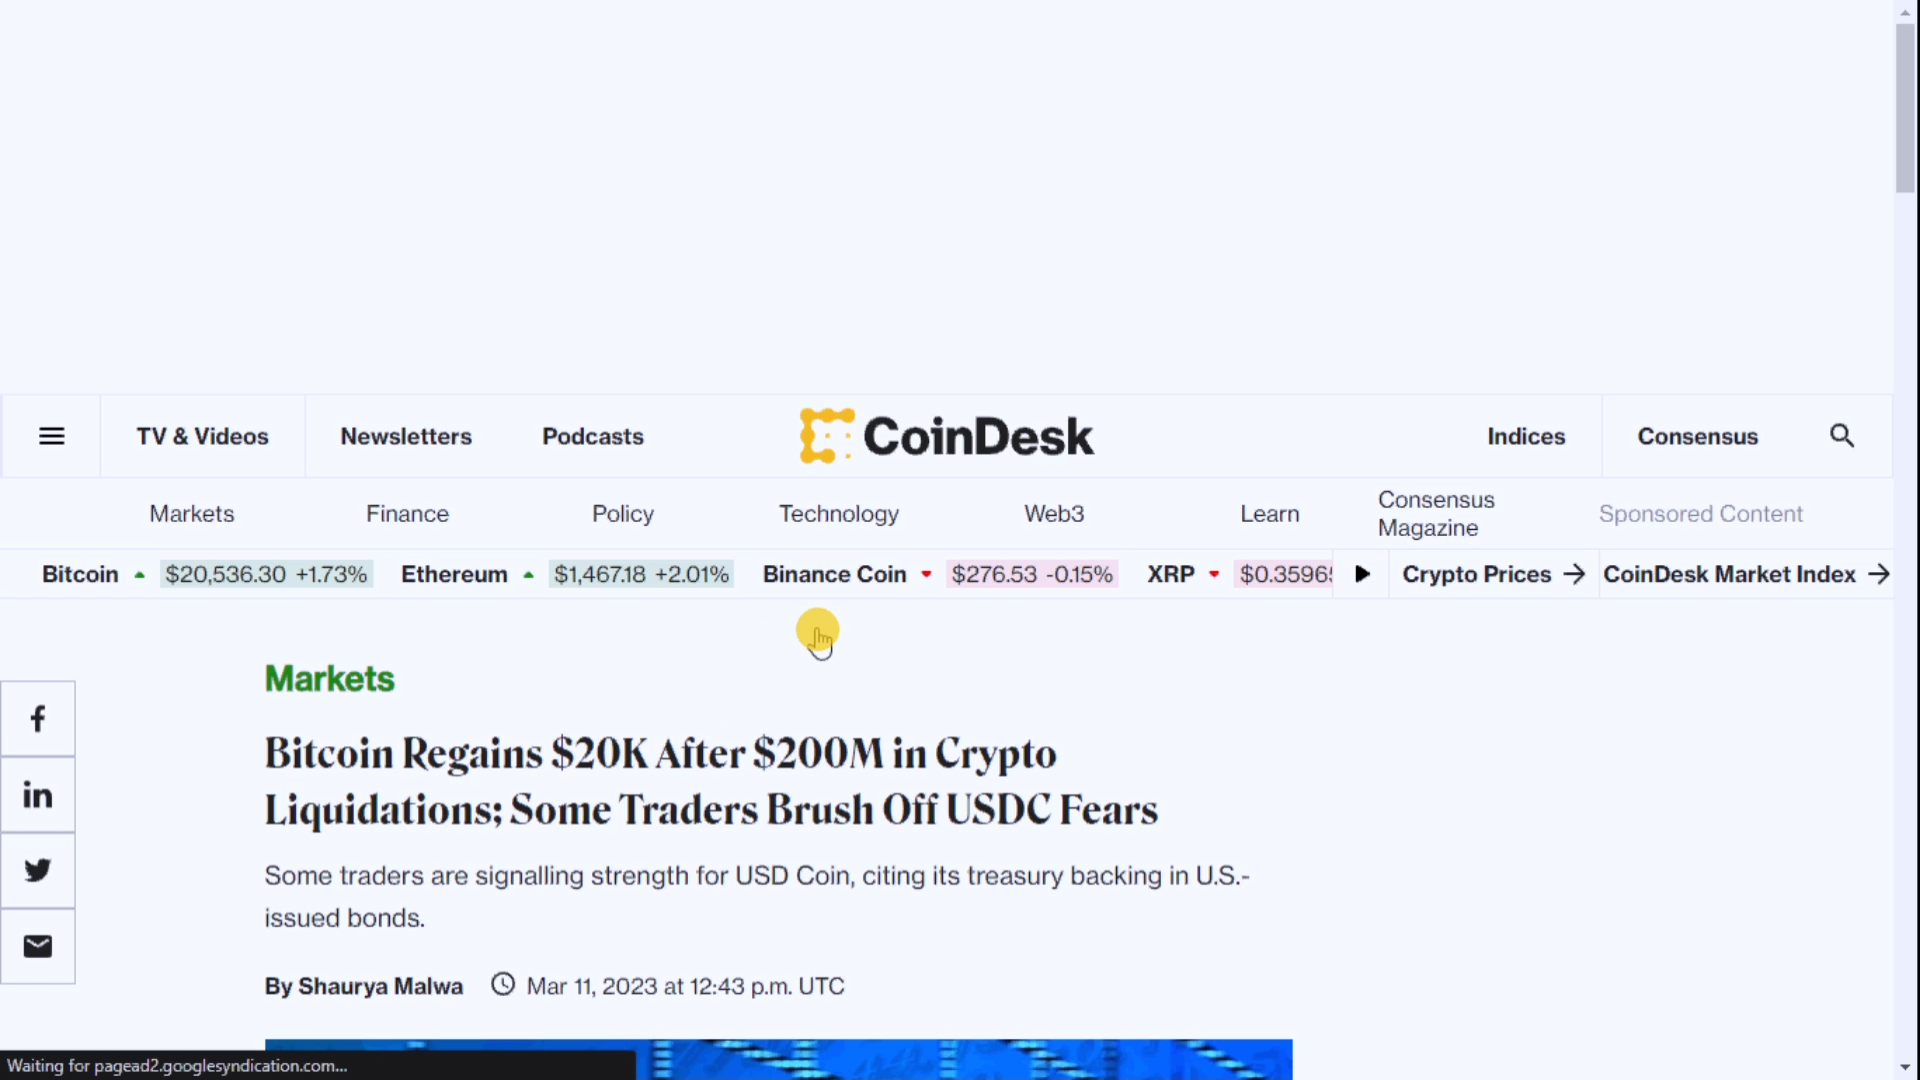 TV & Videos
Newsletters
Podcasts
CoinDesk
Indices
Consensus
Markets
Finance
Policy
Technology
Web3
Learn
Consensus
Magazine
Sponsored Content
Bitcoin $20,536.30 +1.73% Ethereum $1,467.18 +2.01% Binance Coin $276.53 -0.15% XRP $0.3596 Crypto Prices → CoinDesk Market Index →
Markets
Bitcoin Regains $20K After $200M in Crypto
Liquidations; Some Traders Brush Off USDC Fears
Some traders are signalling strength for USD Coin, citing its treasury backing in U.S.-
issued bonds.
By Shaurya Malwa Mar 11, 2023 at 12:43 p.m. UTC
Waiting for pagead2.googlesyndication.com...